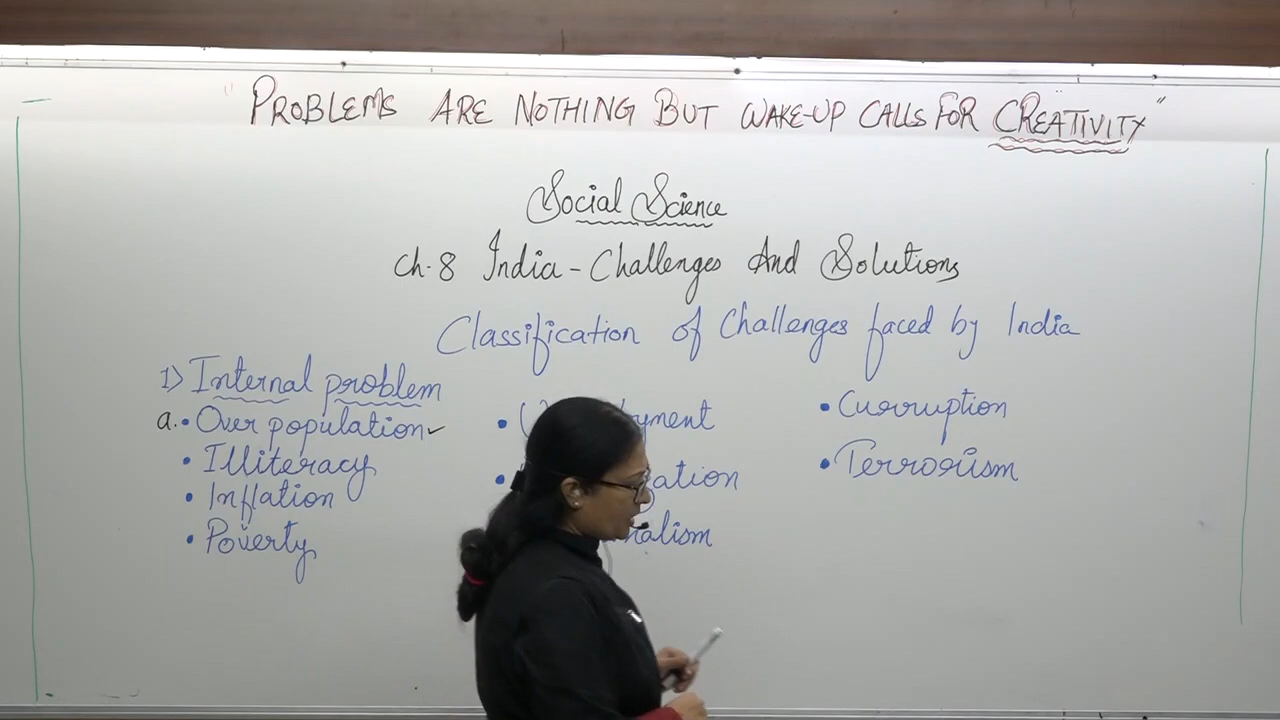 "PROBLEMS ARE NOTHING BUT WAKE-UP CALLS FOR CREATIVITY"
Social Science
Ch.8 India - Challenges And Solutions
Classification of Challenges faced by India
1) Internal problem
a. • Over population ✓
• Illiteracy
• Inflation
• Poverty
• Curruption
• Terrorism